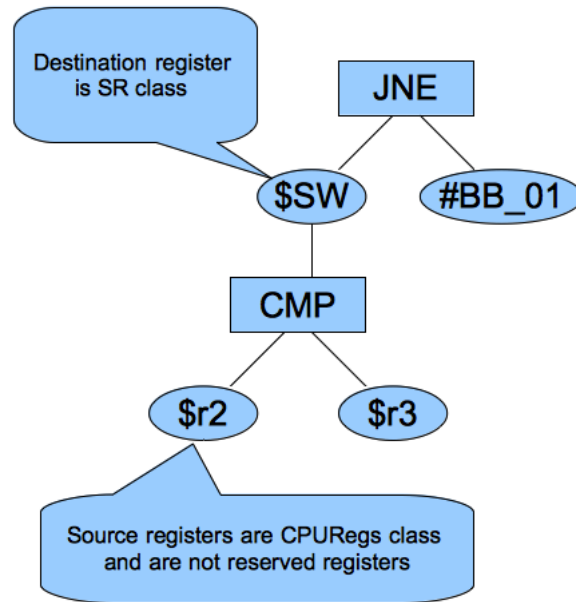 Destination register
is SR class
JNE
$SW
#BB_01
CMP
$r2
$r3
Source registers are CPURegs class
and are not reserved registers